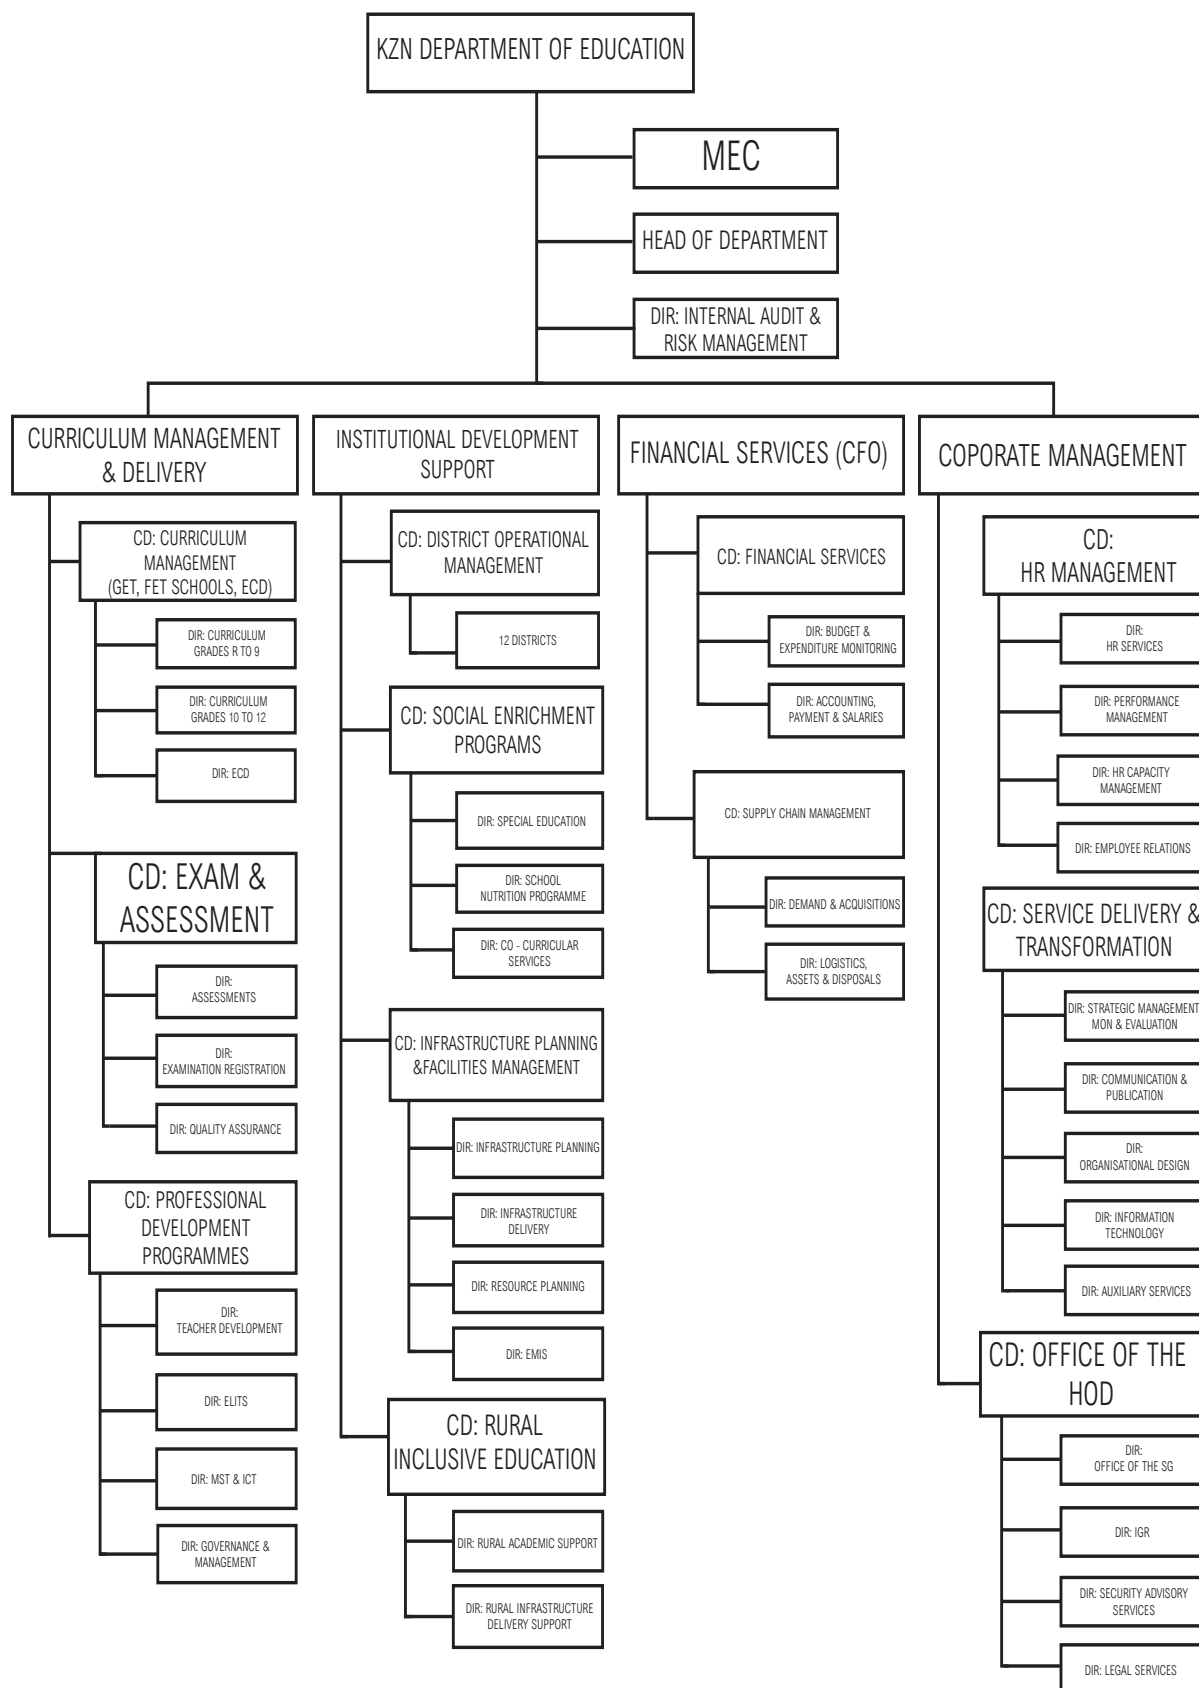 KZN DEPARTMENT OF EDUCATION
MEC
HEAD OF DEPARTMENT
DIR: INTERNAL AUDIT &
RISK MANAGEMENT
CURRICULUM MANAGEMENT
& DELIVERY
CD: CURRICULUM
MANAGEMENT
(GET, FET SCHOOLS, ECD)
DIR: CURRICULUM
GRADES R TO 9
DIR: CURRICULUM
GRADES 10 TO 12
DIR: ECD
CD: EXAM &
ASSESSMENT
DIR:
ASSESSMENTS
DIR:
EXAMINATION REGISTRATION
DIR: QUALITY ASSURANCE
CD: PROFESSIONAL
DEVELOPMENT
PROGRAMMES
DIR:
TEACHER DEVELOPMENT
DIR: ELITS
DIR: MST & ICT
DIR: GOVERNANCE &
MANAGEMENT
INSTITUTIONAL DEVELOPMENT
SUPPORT
CD: DISTRICT OPERATIONAL
MANAGEMENT
12 DISTRICTS
CD: SOCIAL ENRICHMENT
PROGRAMS
DIR: SPECIAL EDUCATION
DIR: SCHOOL
NUTRITION PROGRAMME
DIR: CO - CURRICULAR
SERVICES
CD: INFRASTRUCTURE PLANNING
&FACILITIES MANAGEMENT
DIR: INFRASTRUCTURE PLANNING
DIR: INFRASTRUCTURE
DELIVERY
DIR: RESOURCE PLANNING
DIR: EMIS
CD: RURAL
INCLUSIVE EDUCATION
DIR: RURAL ACADEMIC SUPPORT
DIR: RURAL INFRASTRUCTURE
DELIVERY SUPPORT
FINANCIAL SERVICES (CFO)
CD: FINANCIAL SERVICES
DIR: BUDGET &
EXPENDITURE MONITORING
DIR: ACCOUNTING,
PAYMENT & SALARIES
CD: SUPPLY CHAIN MANAGEMENT
DIR: DEMAND & ACQUISITIONS
DIR: LOGISTICS,
ASSETS & DISPOSALS
COPORATE MANAGEMENT
CD:
HR MANAGEMENT
DIR:
HR SERVICES
DIR: PERFORMANCE
MANAGEMENT
DIR: HR CAPACITY
MANAGEMENT
DIR: EMPLOYEE RELATIONS
CD: SERVICE DELIVERY &
TRANSFORMATION
DIR: STRATEGIC MANAGEMENT
MON & EVALUATION
DIR: COMMUNICATION &
PUBLICATION
DIR:
ORGANISATIONAL DESIGN
DIR: INFORMATION
TECHNOLOGY
DIR: AUXILIARY SERVICES
CD: OFFICE OF THE
HOD
DIR:
OFFICE OF THE SG
DIR: IGR
DIR: SECURITY ADVISORY
SERVICES
DIR: LEGAL SERVICES